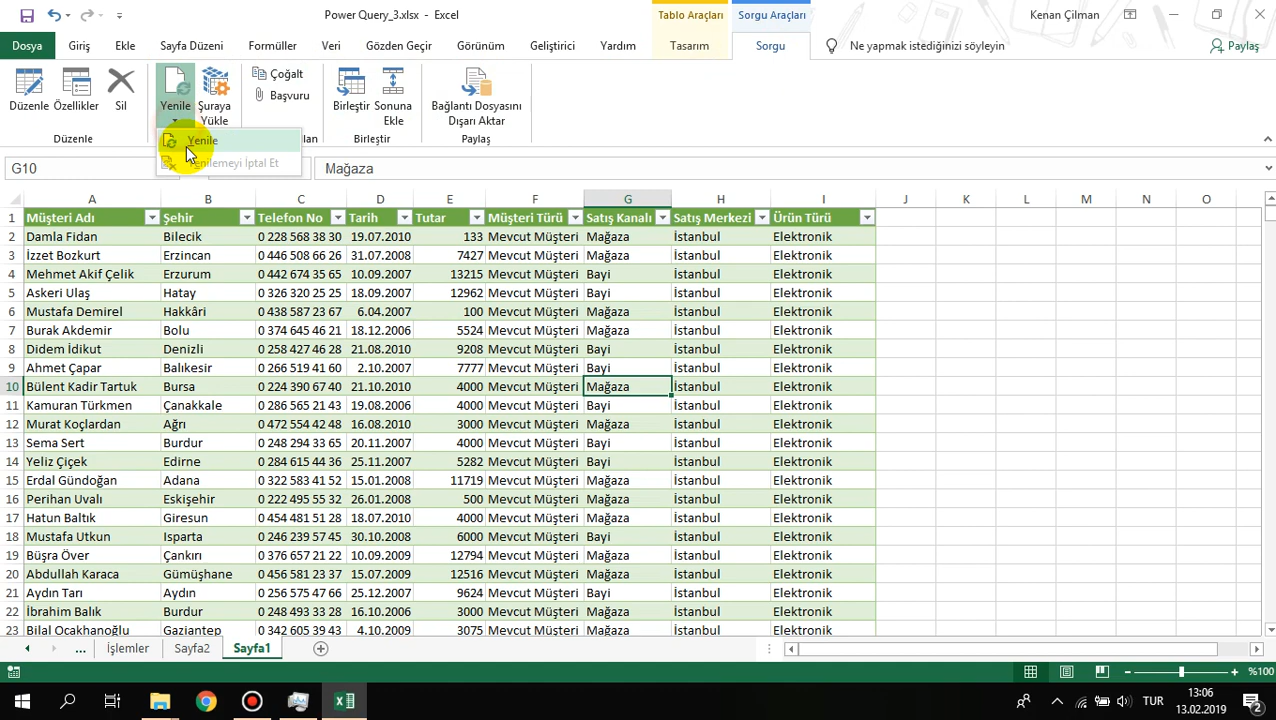 Power Query_3.xlsx - Excel
Tablo Araçları
Sorgu Araçları
Kenan Çilman
Dosya Giriş Ekle Sayfa Düzeni Formüller Veri Gözden Geçir Görünüm Geliştirici Yardım Tasarım Sorgu Ne yapmak istediğinizi söyleyin Paylaş
Düzenle Özellikler Sil Yenile Şuraya Yükle Çoğalt Başvuru Birleştir Sonuna Ekle Bağlantı Dosyasını Dışarı Aktar
Düzenle Birleştir Paylaş
Yenile
Yenilemeyi İptal Et
G10 Mağaza
A B C D E F G H I J K L M N O
1 Müşteri Adı Şehir Telefon No Tarih Tutar Müşteri Türü Satış Kanalı Satış Merkezi Ürün Türü
2 Damla Fidan Bilecik 0 228 568 38 30 19.07.2010 133 Mevcut Müşteri Mağaza İstanbul Elektronik
3 İzzet Bozkurt Erzincan 0 446 508 66 26 31.07.2008 7427 Mevcut Müşteri Mağaza İstanbul Elektronik
4 Mehmet Akif Çelik Erzurum 0 442 674 35 65 10.09.2007 13215 Mevcut Müşteri Bayi İstanbul Elektronik
5 Askeri Ulaş Hatay 0 326 320 25 25 18.09.2007 12962 Mevcut Müşteri Bayi İstanbul Elektronik
6 Mustafa Demirel Hakkâri 0 438 587 23 67 6.04.2007 100 Mevcut Müşteri Mağaza İstanbul Elektronik
7 Burak Akdemir Bolu 0 374 645 46 21 18.12.2006 5524 Mevcut Müşteri Mağaza İstanbul Elektronik
8 Didem İdikut Denizli 0 258 427 46 28 21.08.2010 9208 Mevcut Müşteri Bayi İstanbul Elektronik
9 Ahmet Çapar Balıkesir 0 266 519 41 60 2.10.2007 7777 Mevcut Müşteri Bayi İstanbul Elektronik
10 Bülent Kadir Tartuk Bursa 0 224 390 67 40 21.10.2010 4000 Mevcut Müşteri Mağaza İstanbul Elektronik
11 Kamuran Türkmen Çanakkale 0 286 565 21 43 19.08.2006 4000 Mevcut Müşteri Bayi İstanbul Elektronik
12 Murat Koçlardan Ağrı 0 472 554 42 48 16.08.2010 3000 Mevcut Müşteri Mağaza İstanbul Elektronik
13 Sema Sert Burdur 0 248 294 33 65 20.11.2007 4000 Mevcut Müşteri Bayi İstanbul Elektronik
14 Yeliz Çiçek Edirne 0 284 615 44 36 25.11.2007 5282 Mevcut Müşteri Bayi İstanbul Elektronik
15 Erdal Gündoğan Adana 0 322 583 41 52 15.01.2008 11719 Mevcut Müşteri Mağaza İstanbul Elektronik
16 Perihan Uvalı Eskişehir 0 222 495 55 32 26.01.2008 500 Mevcut Müşteri Mağaza İstanbul Elektronik
17 Hatun Baltık Giresun 0 454 481 51 28 18.07.2010 4000 Mevcut Müşteri Mağaza İstanbul Elektronik
18 Mustafa Utkun Isparta 0 246 239 57 45 30.10.2008 6000 Mevcut Müşteri Bayi İstanbul Elektronik
19 Büşra Över Çankırı 0 376 657 21 22 10.09.2009 12794 Mevcut Müşteri Mağaza İstanbul Elektronik
20 Abdullah Karaca Gümüşhane 0 456 581 23 37 15.07.2009 12516 Mevcut Müşteri Mağaza İstanbul Elektronik
21 Aydın Tarı Aydın 0 256 575 47 66 25.12.2007 9624 Mevcut Müşteri Bayi İstanbul Elektronik
22 İbrahim Balık Burdur 0 248 493 33 28 16.10.2006 3000 Mevcut Müşteri Mağaza İstanbul Elektronik
23 Bilal Ocakhanoğlu Gaziantep 0 342 605 39 43 4.10.2009 3075 Mevcut Müşteri Mağaza İstanbul Elektronik
... İşlemler Sayfa2 Sayfa1
%100
TUR 13:06
13.02.2019
2